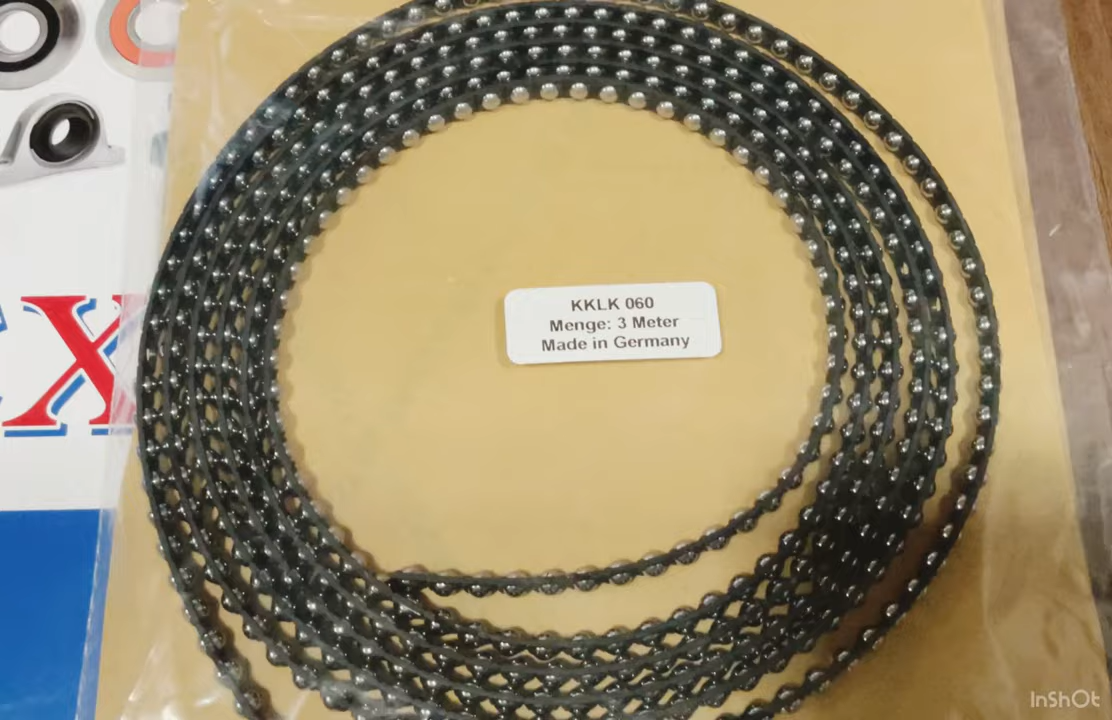 X
KKLK 060
Menge: 3 Meter
Made in Germany
InShOt